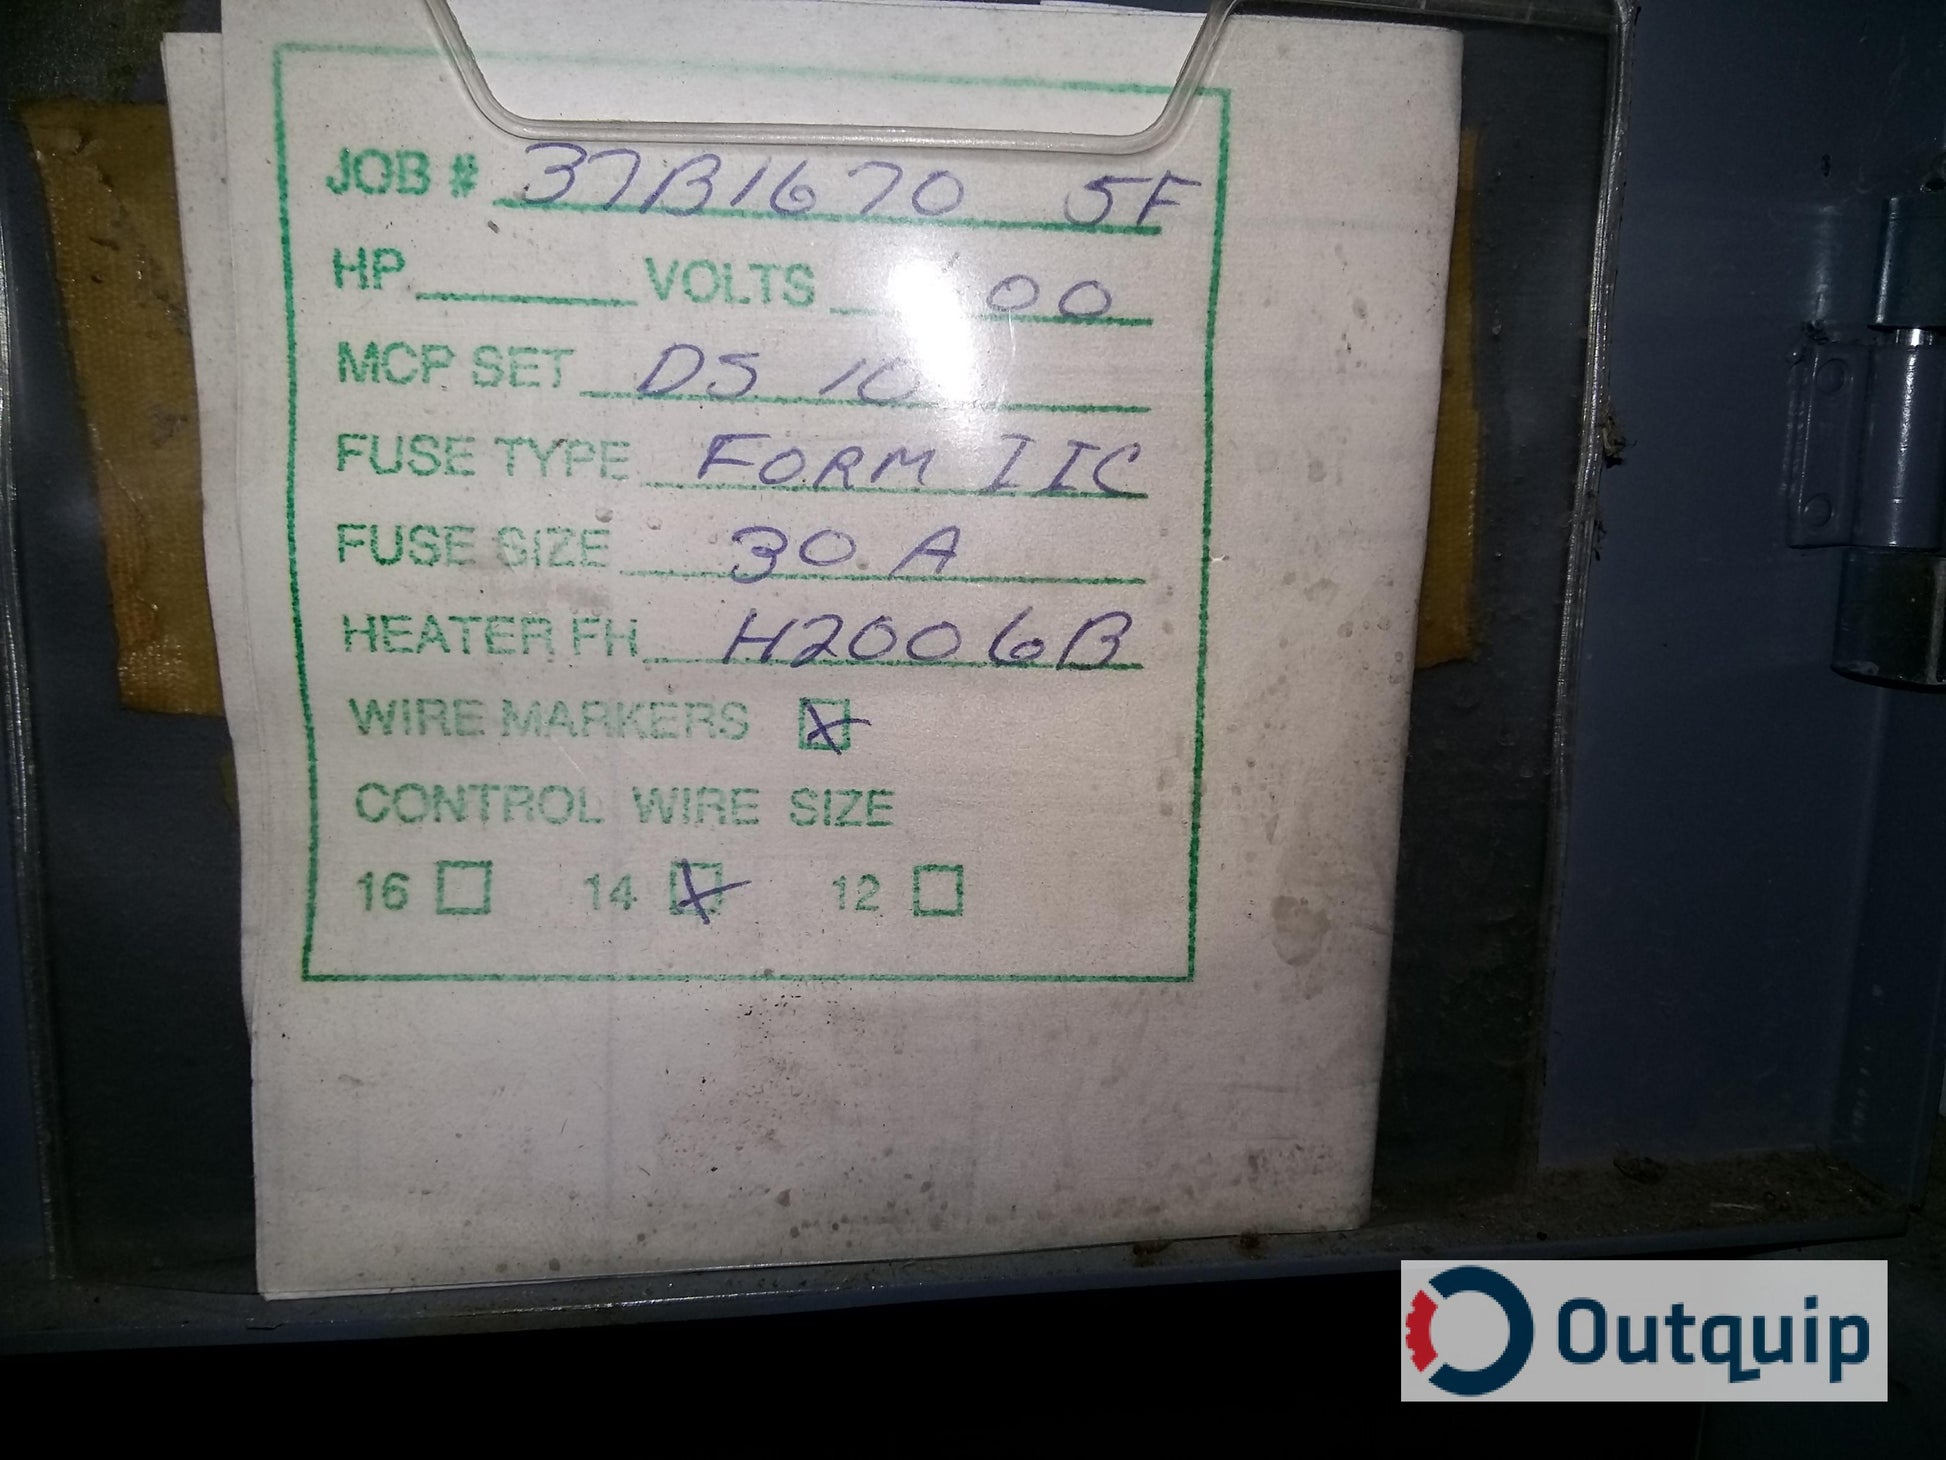 JOB # 37B1670 5F
HP VOLTS 00
MCP SET DS 10
FUSE TYPE FORM IIC
FUSE SIZE 30 A
HEATER FH H2006B
WIRE MARKERS
CONTROL WIRE SIZE
16 14 12
Outquip